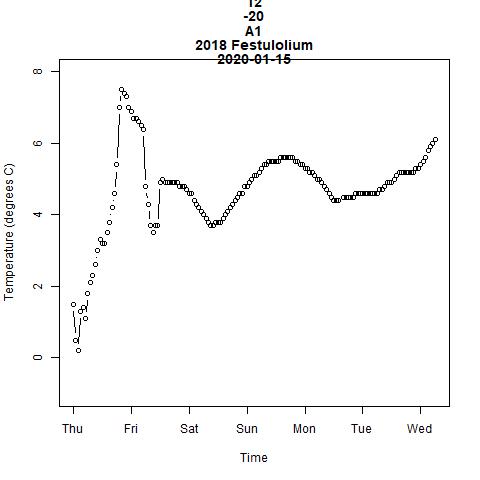 T2
-20
A1
2018 Festulolium
2020-01-15
Temperature (degrees C)
8
6
4
2
0
Thu Fri Sat Sun Mon Tue Wed
Time